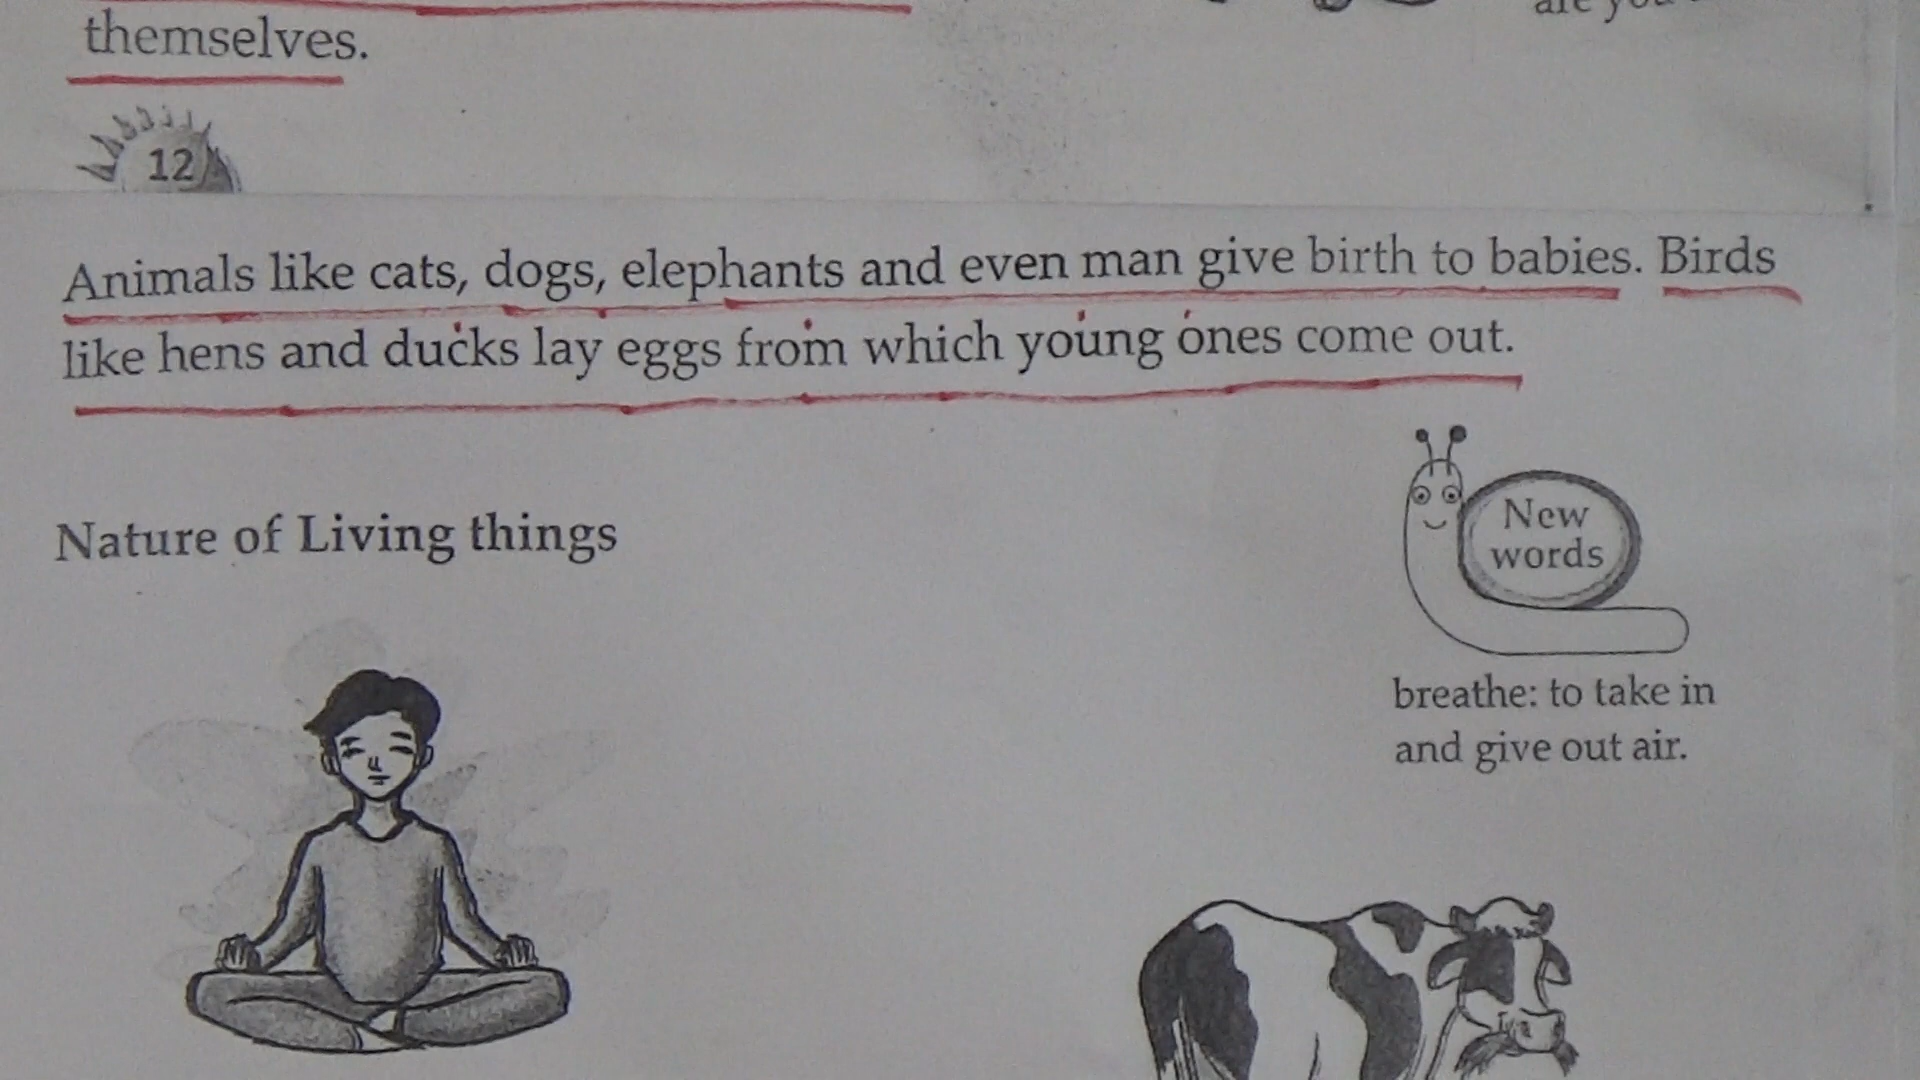 themselves.
12
Animals like cats, dogs, elephants and even man give birth to babies. Birds
like hens and ducks lay eggs from which young ones come out.
Nature of Living things
New
words
breathe: to take in
and give out air.